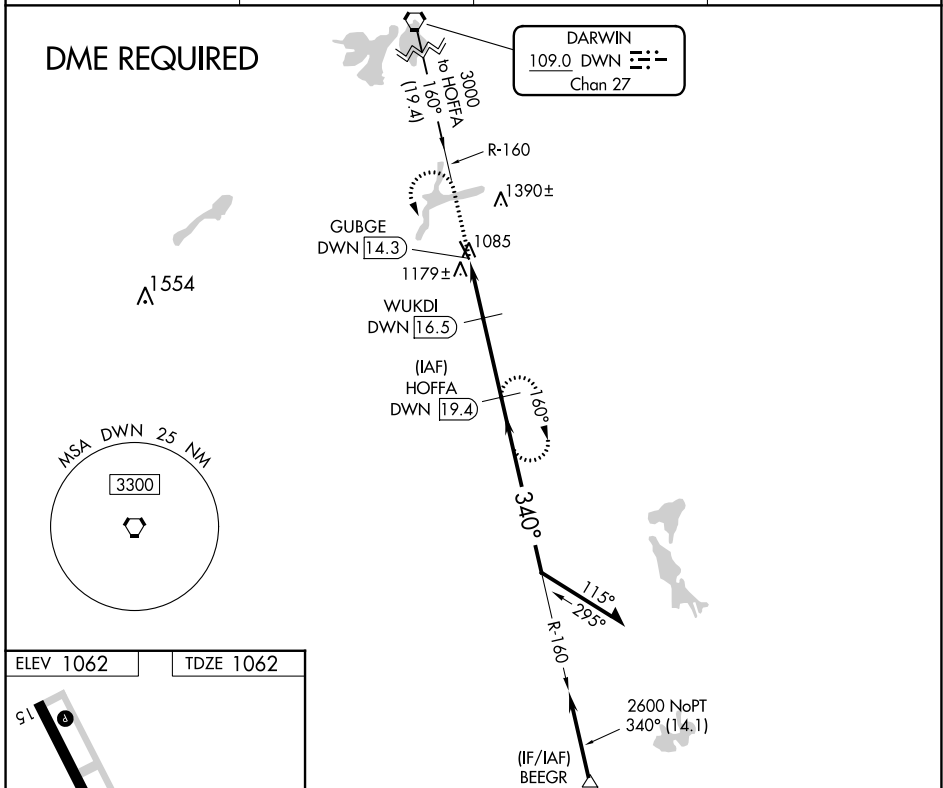 DME REQUIRED
DARWIN
109.0 DWN
Chan 27
3000
to HOFFA
160°
(19.4)
R-160
1390±
GUBGE
DWN 14.3
1085
1179±
1554
WUKDI
DWN 16.5
(IAF)
HOFFA
DWN 19.4
160°
MSA DWN 25 NM
3300
340°
115°
295°
R-160
ELEV 1062
TDZE 1062
15
P
2600 NoPT
340° (14.1)
(IF/IAF)
BEEGR